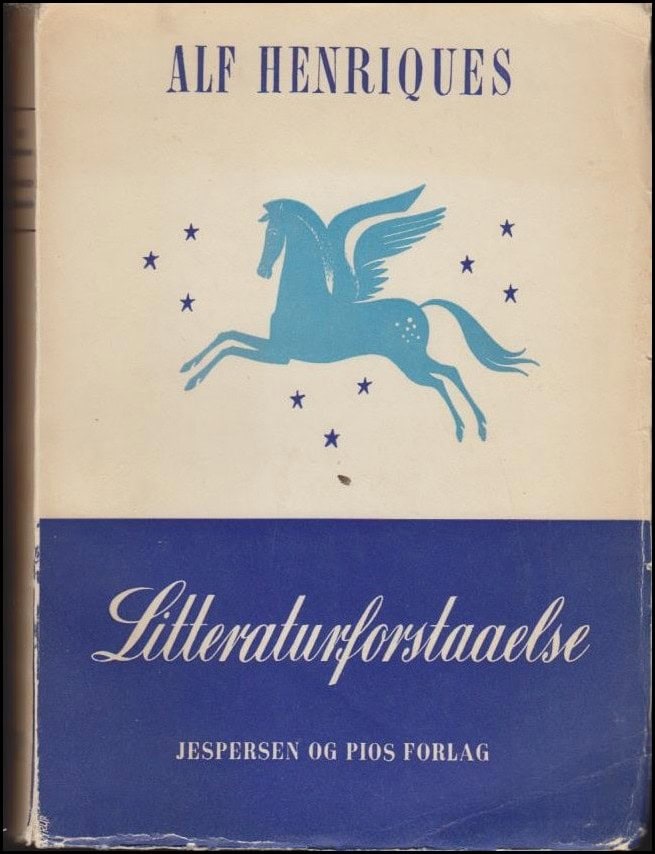 ALF HENRIQUES
Litteraturforstaaelse
JESPERSEN OG PIOS FORLAG